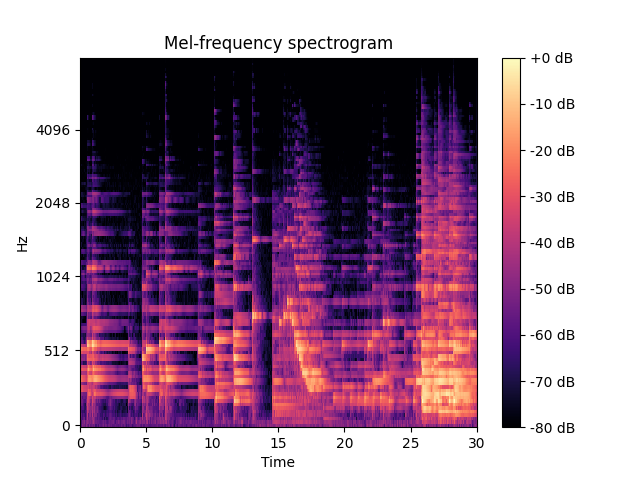 Mel-frequency spectrogram
Hz
4096
2048
1024
512
0
0 5 10 15 20 25 30
Time
+0 dB
-10 dB
-20 dB
-30 dB
-40 dB
-50 dB
-60 dB
-70 dB
-80 dB